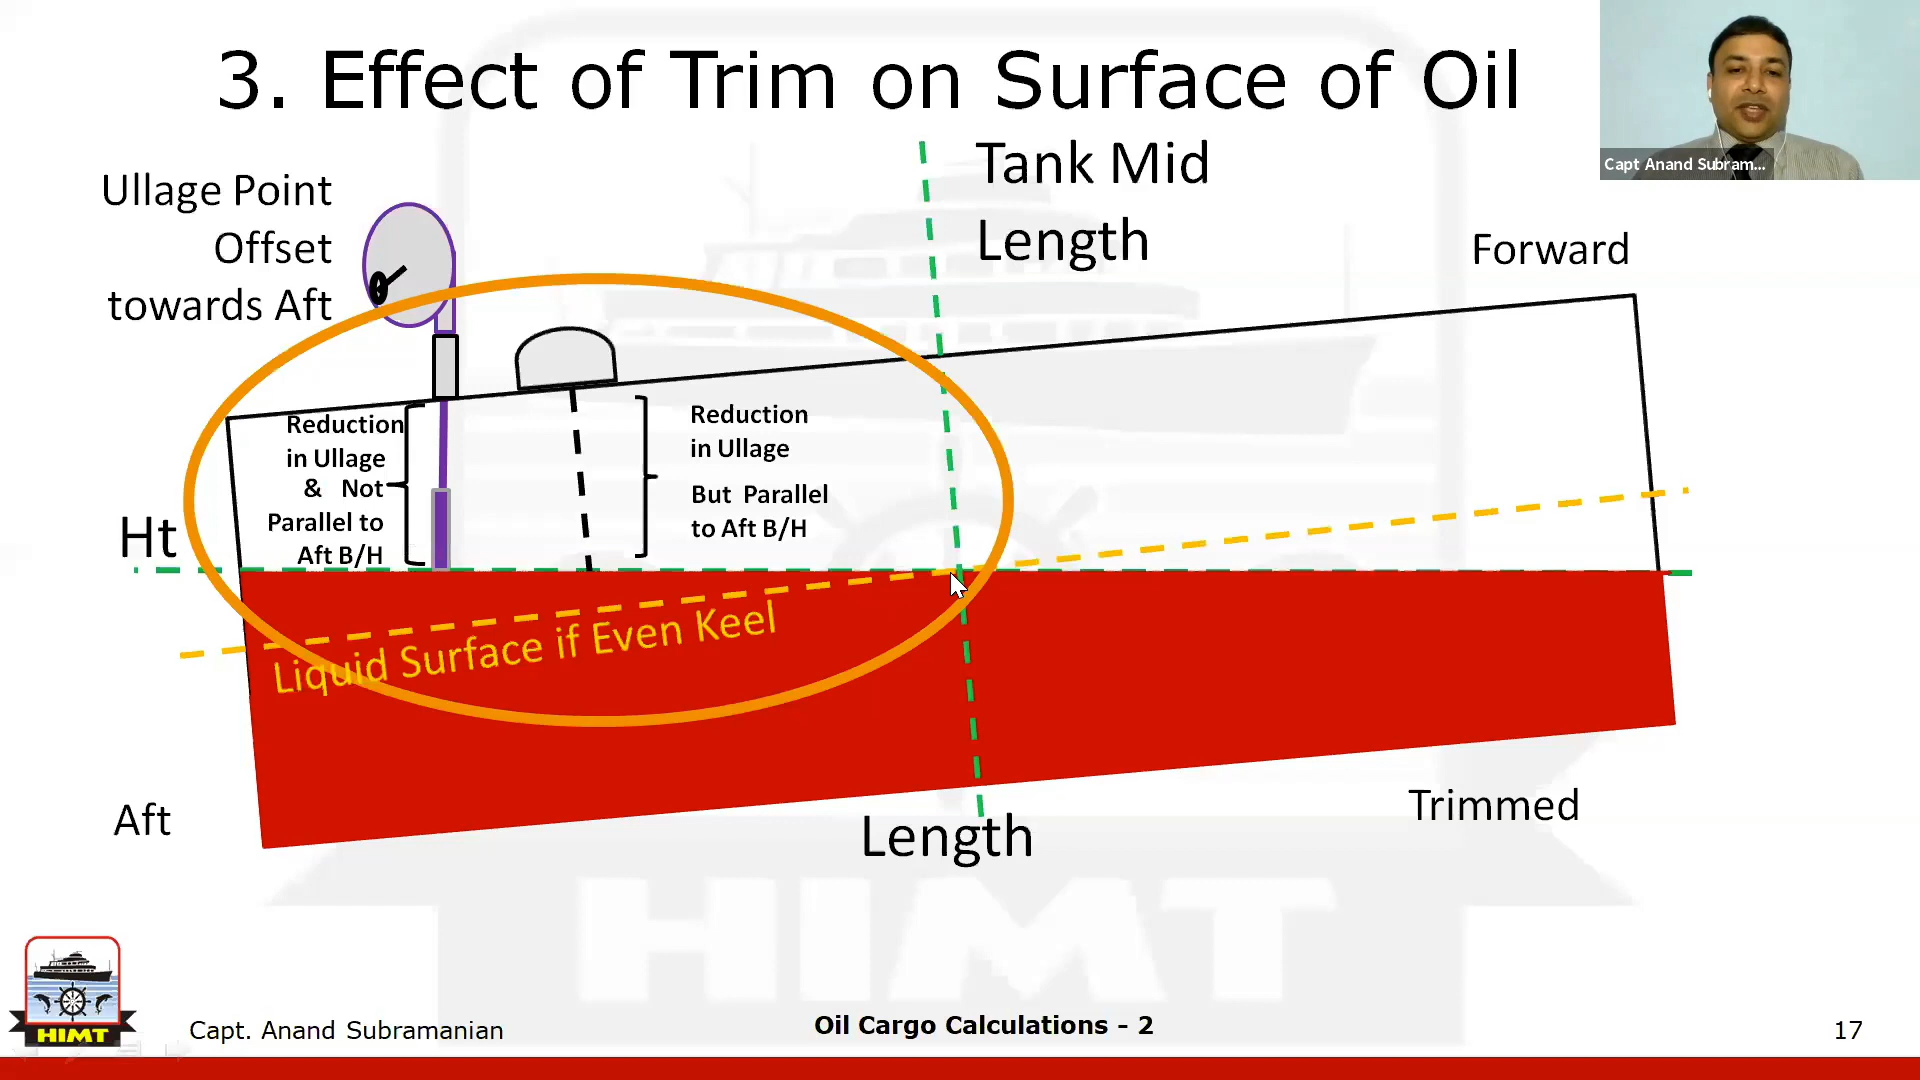 3. Effect of Trim on Surface of Oil
Capt Anand Subram...
Tank Mid
Length
Ullage Point
Offset
towards Aft
Forward
Reduction
in Ullage
& Not
Parallel to
Aft B/H
Reduction
in Ullage
But Parallel
to Aft B/H
Ht
Liquid Surface if Even Keel
Aft
Length
Trimmed
HIMT
HIMT
Capt. Anand Subramanian
Oil Cargo Calculations - 2
17